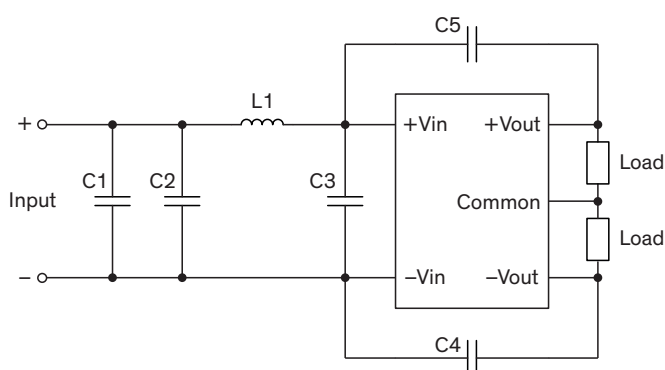 C5
L1
+
+Vin
+Vout
Load
Input
C1
C2
C3
Common
Load
−
−Vin
−Vout
C4